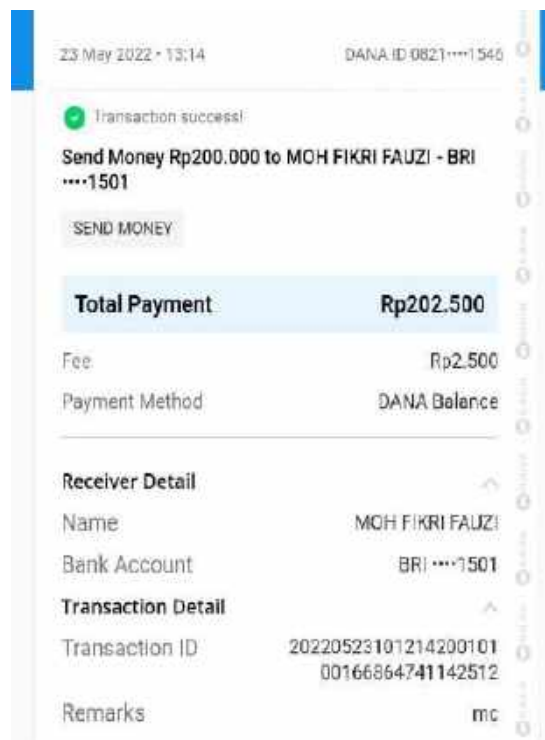 23 May 2022 • 13:14 DANA ID 0821••••1546
Transaction success!
Send Money Rp200.000 to MOH FIKRI FAUZI - BRI
••••1501
SEND MONEY
Total Payment Rp202.500
Fee Rp2.500
Payment Method DANA Balance
Receiver Detail
Name MOH FIKRI FAUZI
Bank Account BRI ••••1501
Transaction Detail
Transaction ID 20220523101214200101
00166864741142512
Remarks mc